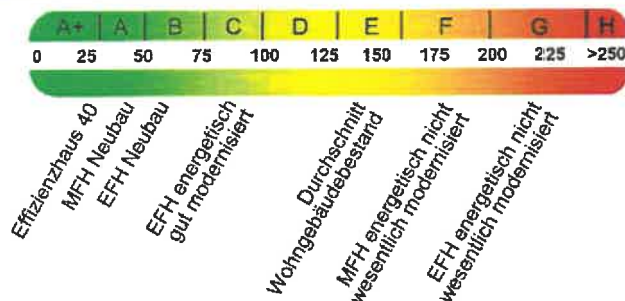 A+ A B C D E F G H
0 25 50 75 100 125 150 175 200 225 >250
Effizienzhaus 40
MFH Neubau
EFH Neubau
EFH energetisch
gut modernisiert
Durchschnitt
Wohngebäudebestand
MFH energetisch nicht
wesentlich modernisiert
EFH energetisch nicht
wesentlich modernisiert